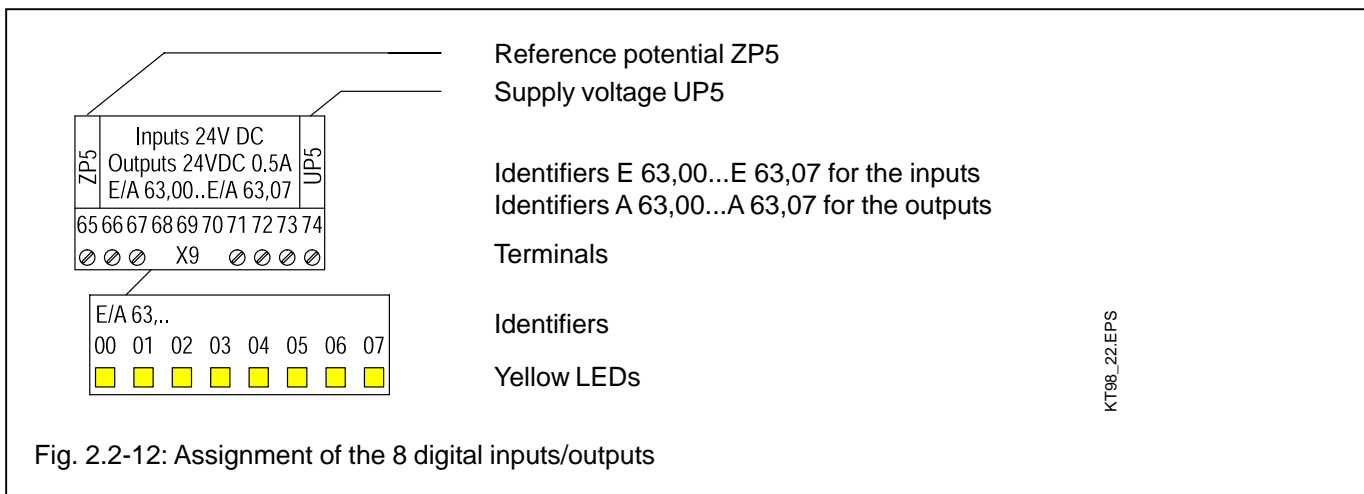 Reference potential ZP5
Supply voltage UP5
ZP5
Inputs 24V DC
Outputs 24VDC 0.5A
E/A 63,00..E/A 63,07
UP5
Identifiers E 63,00...E 63,07 for the inputs
Identifiers A 63,00...A 63,07 for the outputs
65 66 67 68 69 70 71 72 73 74
X9
Terminals
E/A 63,..
Identifiers
00 01 02 03 04 05 06 07
Yellow LEDs
KT98_22.EPS
Fig. 2.2-12: Assignment of the 8 digital inputs/outputs